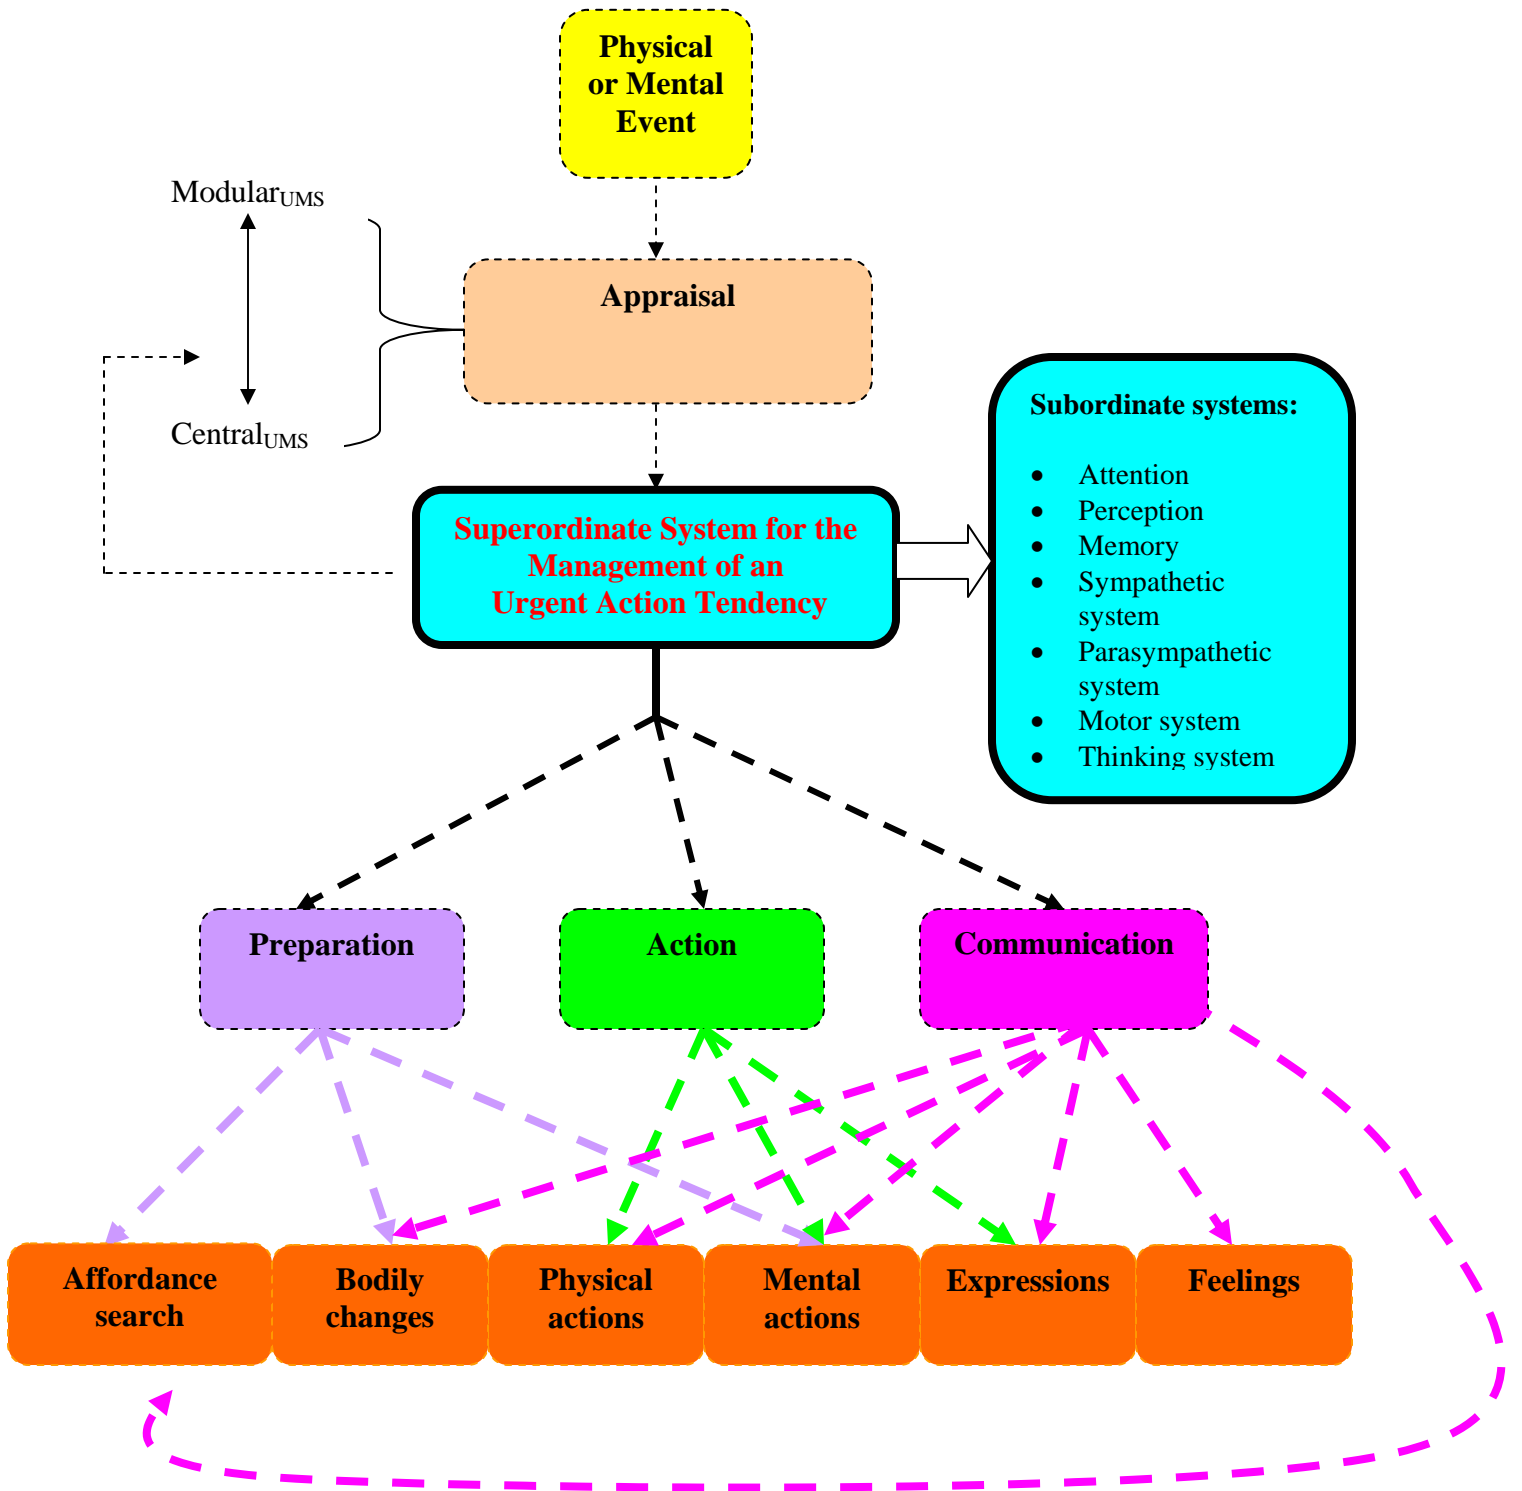 Physical
or Mental
Event
Modular_UMS
Appraisal
Central_UMS
Subordinate systems:
• Attention
• Perception
• Memory
• Sympathetic
system
• Parasympathetic
system
• Motor system
• Thinking system
Superordinate System for the
Management of an
Urgent Action Tendency
Preparation
Action
Communication
Affordance
search
Bodily
changes
Physical
actions
Mental
actions
Expressions
Feelings